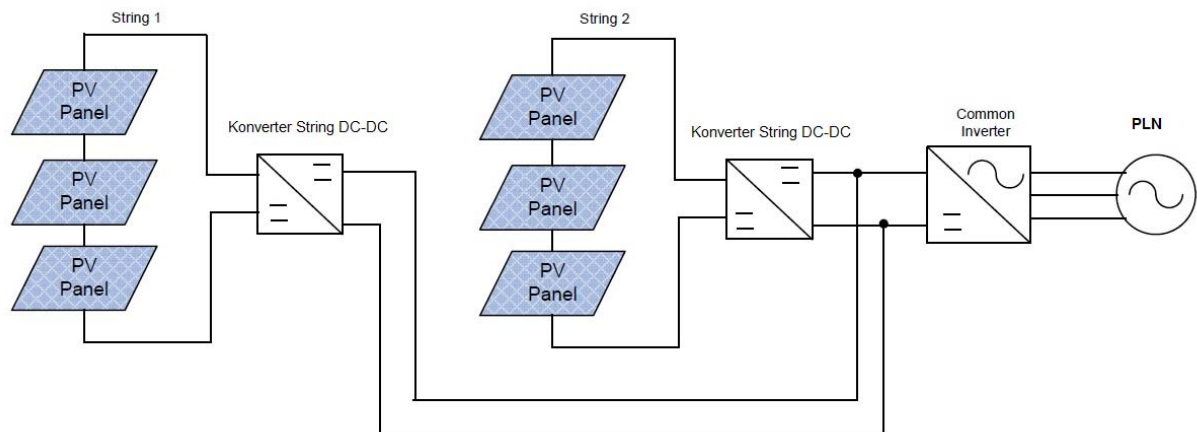 String 1
String 2
PV
Panel
PV
Panel
PV
Panel
Konverter String DC-DC
PV
Panel
PV
Panel
PV
Panel
Konverter String DC-DC
Common
Inverter
PLN